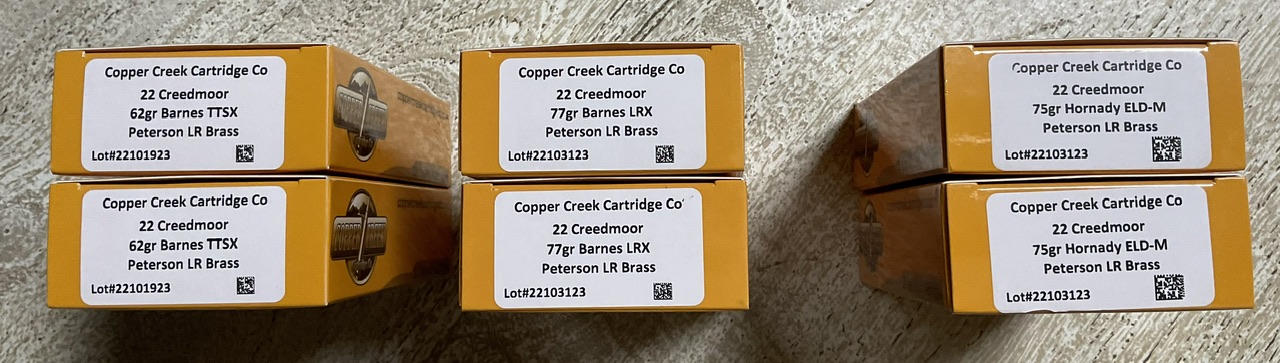 Copper Creek Cartridge Co
22 Creedmoor
62gr Barnes TTSX
Peterson LR Brass
Lot#22101923
Copper Creek Cartridge Co
22 Creedmoor
77gr Barnes LRX
Peterson LR Brass
Lot#22103123
Copper Creek Cartridge Co
22 Creedmoor
75gr Hornady ELD-M
Peterson LR Brass
Lot#22103123
Copper Creek Cartridge Co
22 Creedmoor
62gr Barnes TTSX
Peterson LR Brass
Lot#22101923
Copper Creek Cartridge Co
22 Creedmoor
77gr Barnes LRX
Peterson LR Brass
Lot#22103123
Copper Creek Cartridge Co
22 Creedmoor
75gr Hornady ELD-M
Peterson LR Brass
Lot#22103123
COPPER CREEK
COPPER CREEK